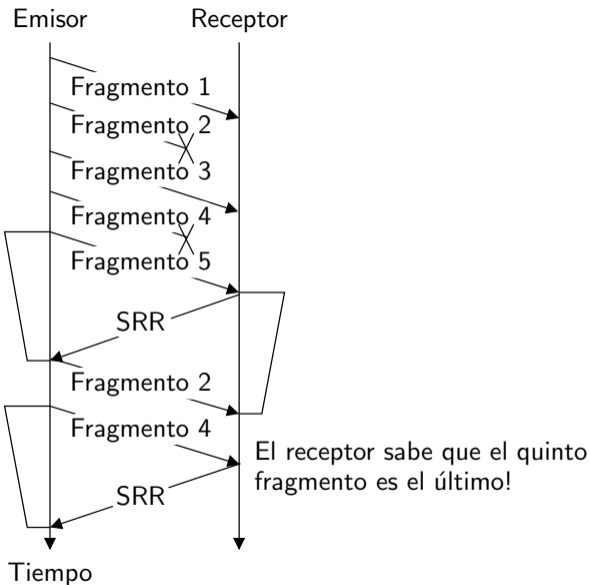 Emisor
Receptor
Fragmento 1
Fragmento 2
Fragmento 3
Fragmento 4
Fragmento 5
SRR
Fragmento 2
Fragmento 4
El receptor sabe que el quinto
fragmento es el último!
SRR
Tiempo